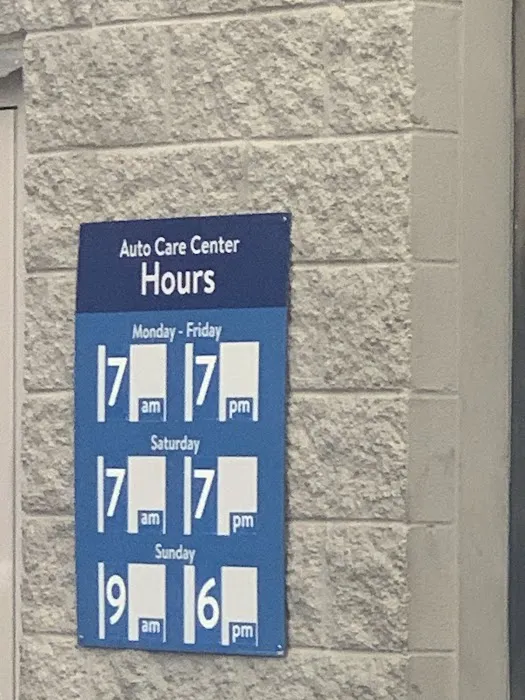 Auto Care Center
Hours
Monday - Friday
7 am 7 pm
Saturday
7 am 7 pm
Sunday
9 am 6 pm